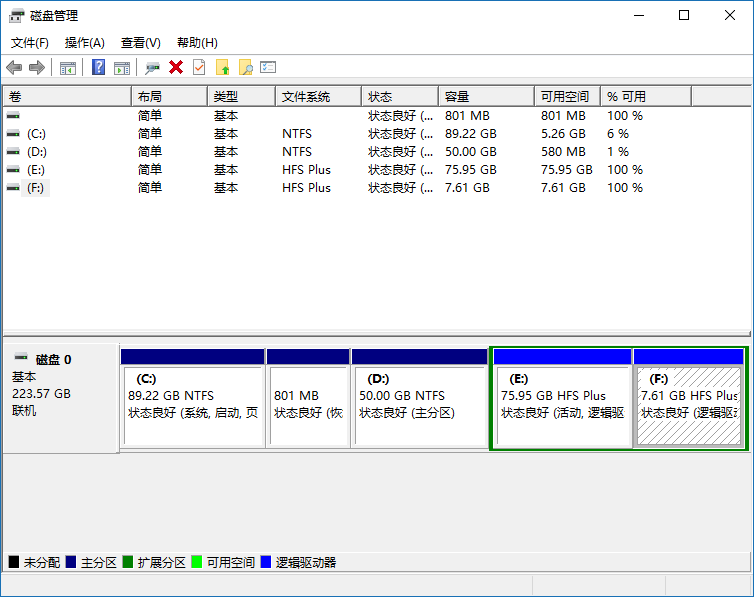 磁盘管理
文件(F) 操作(A) 查看(V) 帮助(H)
卷 布局 类型 文件系统 状态 容量 可用空间 % 可用
简单 基本 状态良好 (... 801 MB 801 MB 100 %
(C:) 简单 基本 NTFS 状态良好 (... 89.22 GB 5.26 GB 6 %
(D:) 简单 基本 NTFS 状态良好 (... 50.00 GB 580 MB 1 %
(E:) 简单 基本 HFS Plus 状态良好 (... 75.95 GB 75.95 GB 100 %
(F:) 简单 基本 HFS Plus 状态良好 (... 7.61 GB 7.61 GB 100 %
磁盘 0
基本
223.57 GB
联机
(C:)
89.22 GB NTFS
状态良好 (系统, 启动, 页
801 MB
状态良好 (恢
(D:)
50.00 GB NTFS
状态良好 (主分区)
(E:)
75.95 GB HFS Plus
状态良好 (活动, 逻辑驱
(F:)
7.61 GB HFS Plus
状态良好 (逻辑驱
未分配 主分区 扩展分区 可用空间 逻辑驱动器